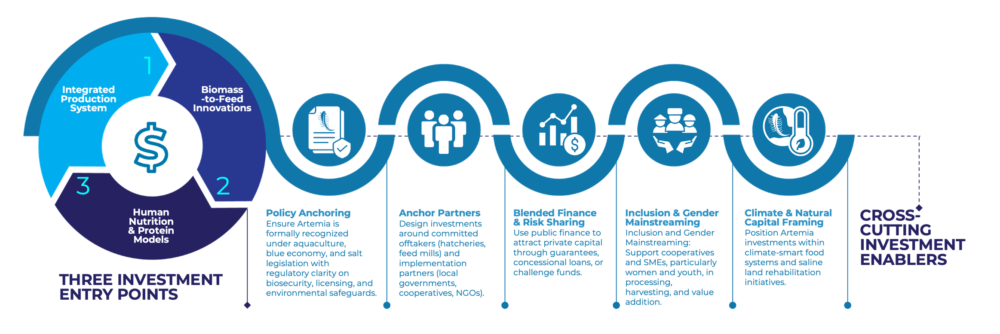 1
Integrated
Production
System
Biomass
-to-Feed
Innovations
2
3
Human
Nutrition
& Protein
Models
$
THREE INVESTMENT
ENTRY POINTS
Policy Anchoring
Ensure Artemia is
formally recognized
under aquaculture,
blue economy, and salt
legislation with
regulatory clarity on
biosecurity, licensing, and
environmental safeguards.
Anchor Partners
Design investments
around committed
offtakers (hatcheries,
feed mills) and
implementation
partners (local
governments,
cooperatives, NGOs).
$
Blended Finance
& Risk Sharing
Use public finance to
attract private capital
through guarantees,
concessional loans, or
challenge funds.
Inclusion & Gender
Mainstreaming
Inclusion and Gender
Mainstreaming:
Support cooperatives
and SMEs, particularly
women and youth, in
processing,
harvesting, and value
addition.
Climate & Natural
Capital Framing
Position Artemia
investments within
climate-smart food
systems and saline
land rehabilitation
initiatives.
CROSS-
CUTTING
INVESTMENT
ENABLERS